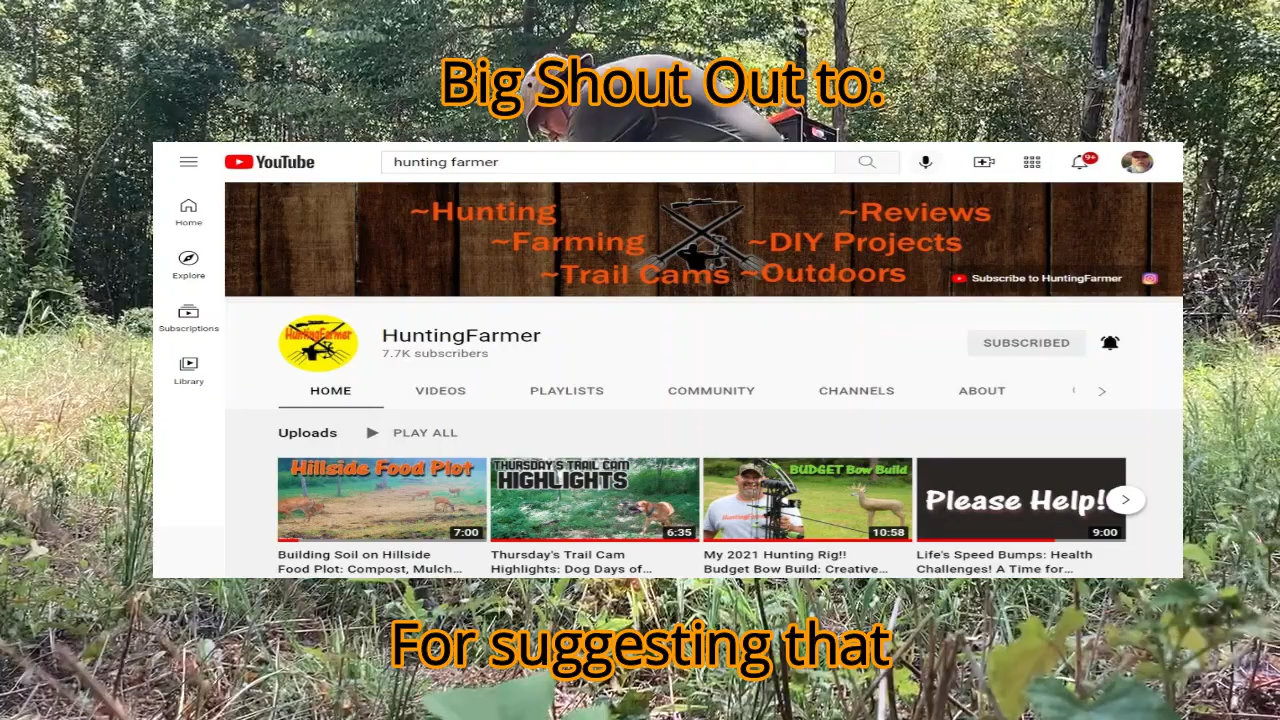 Big Shout Out to:
YouTube
hunting farmer
9+
Home
Explore
Subscriptions
Library
~Hunting
~Reviews
~Farming
~DIY Projects
~Trail Cams
~Outdoors
Subscribe to HuntingFarmer
HuntingFarmer
HuntingFarmer
7.7K subscribers
SUBSCRIBED
HOME
VIDEOS
PLAYLISTS
COMMUNITY
CHANNELS
ABOUT
Uploads
PLAY ALL
Hillside Food Plot
7:00
Building Soil on Hillside
Food Plot: Compost, Mulch...
THURSDAY'S TRAIL CAM
HIGHLIGHTS
6:35
Thursday's Trail Cam
Highlights: Dog Days of...
BUDGET Bow Build
10:58
My 2021 Hunting Rig!!
Budget Bow Build: Creative...
Please Help!
9:00
Life's Speed Bumps: Health
Challenges! A Time for...
For suggesting that